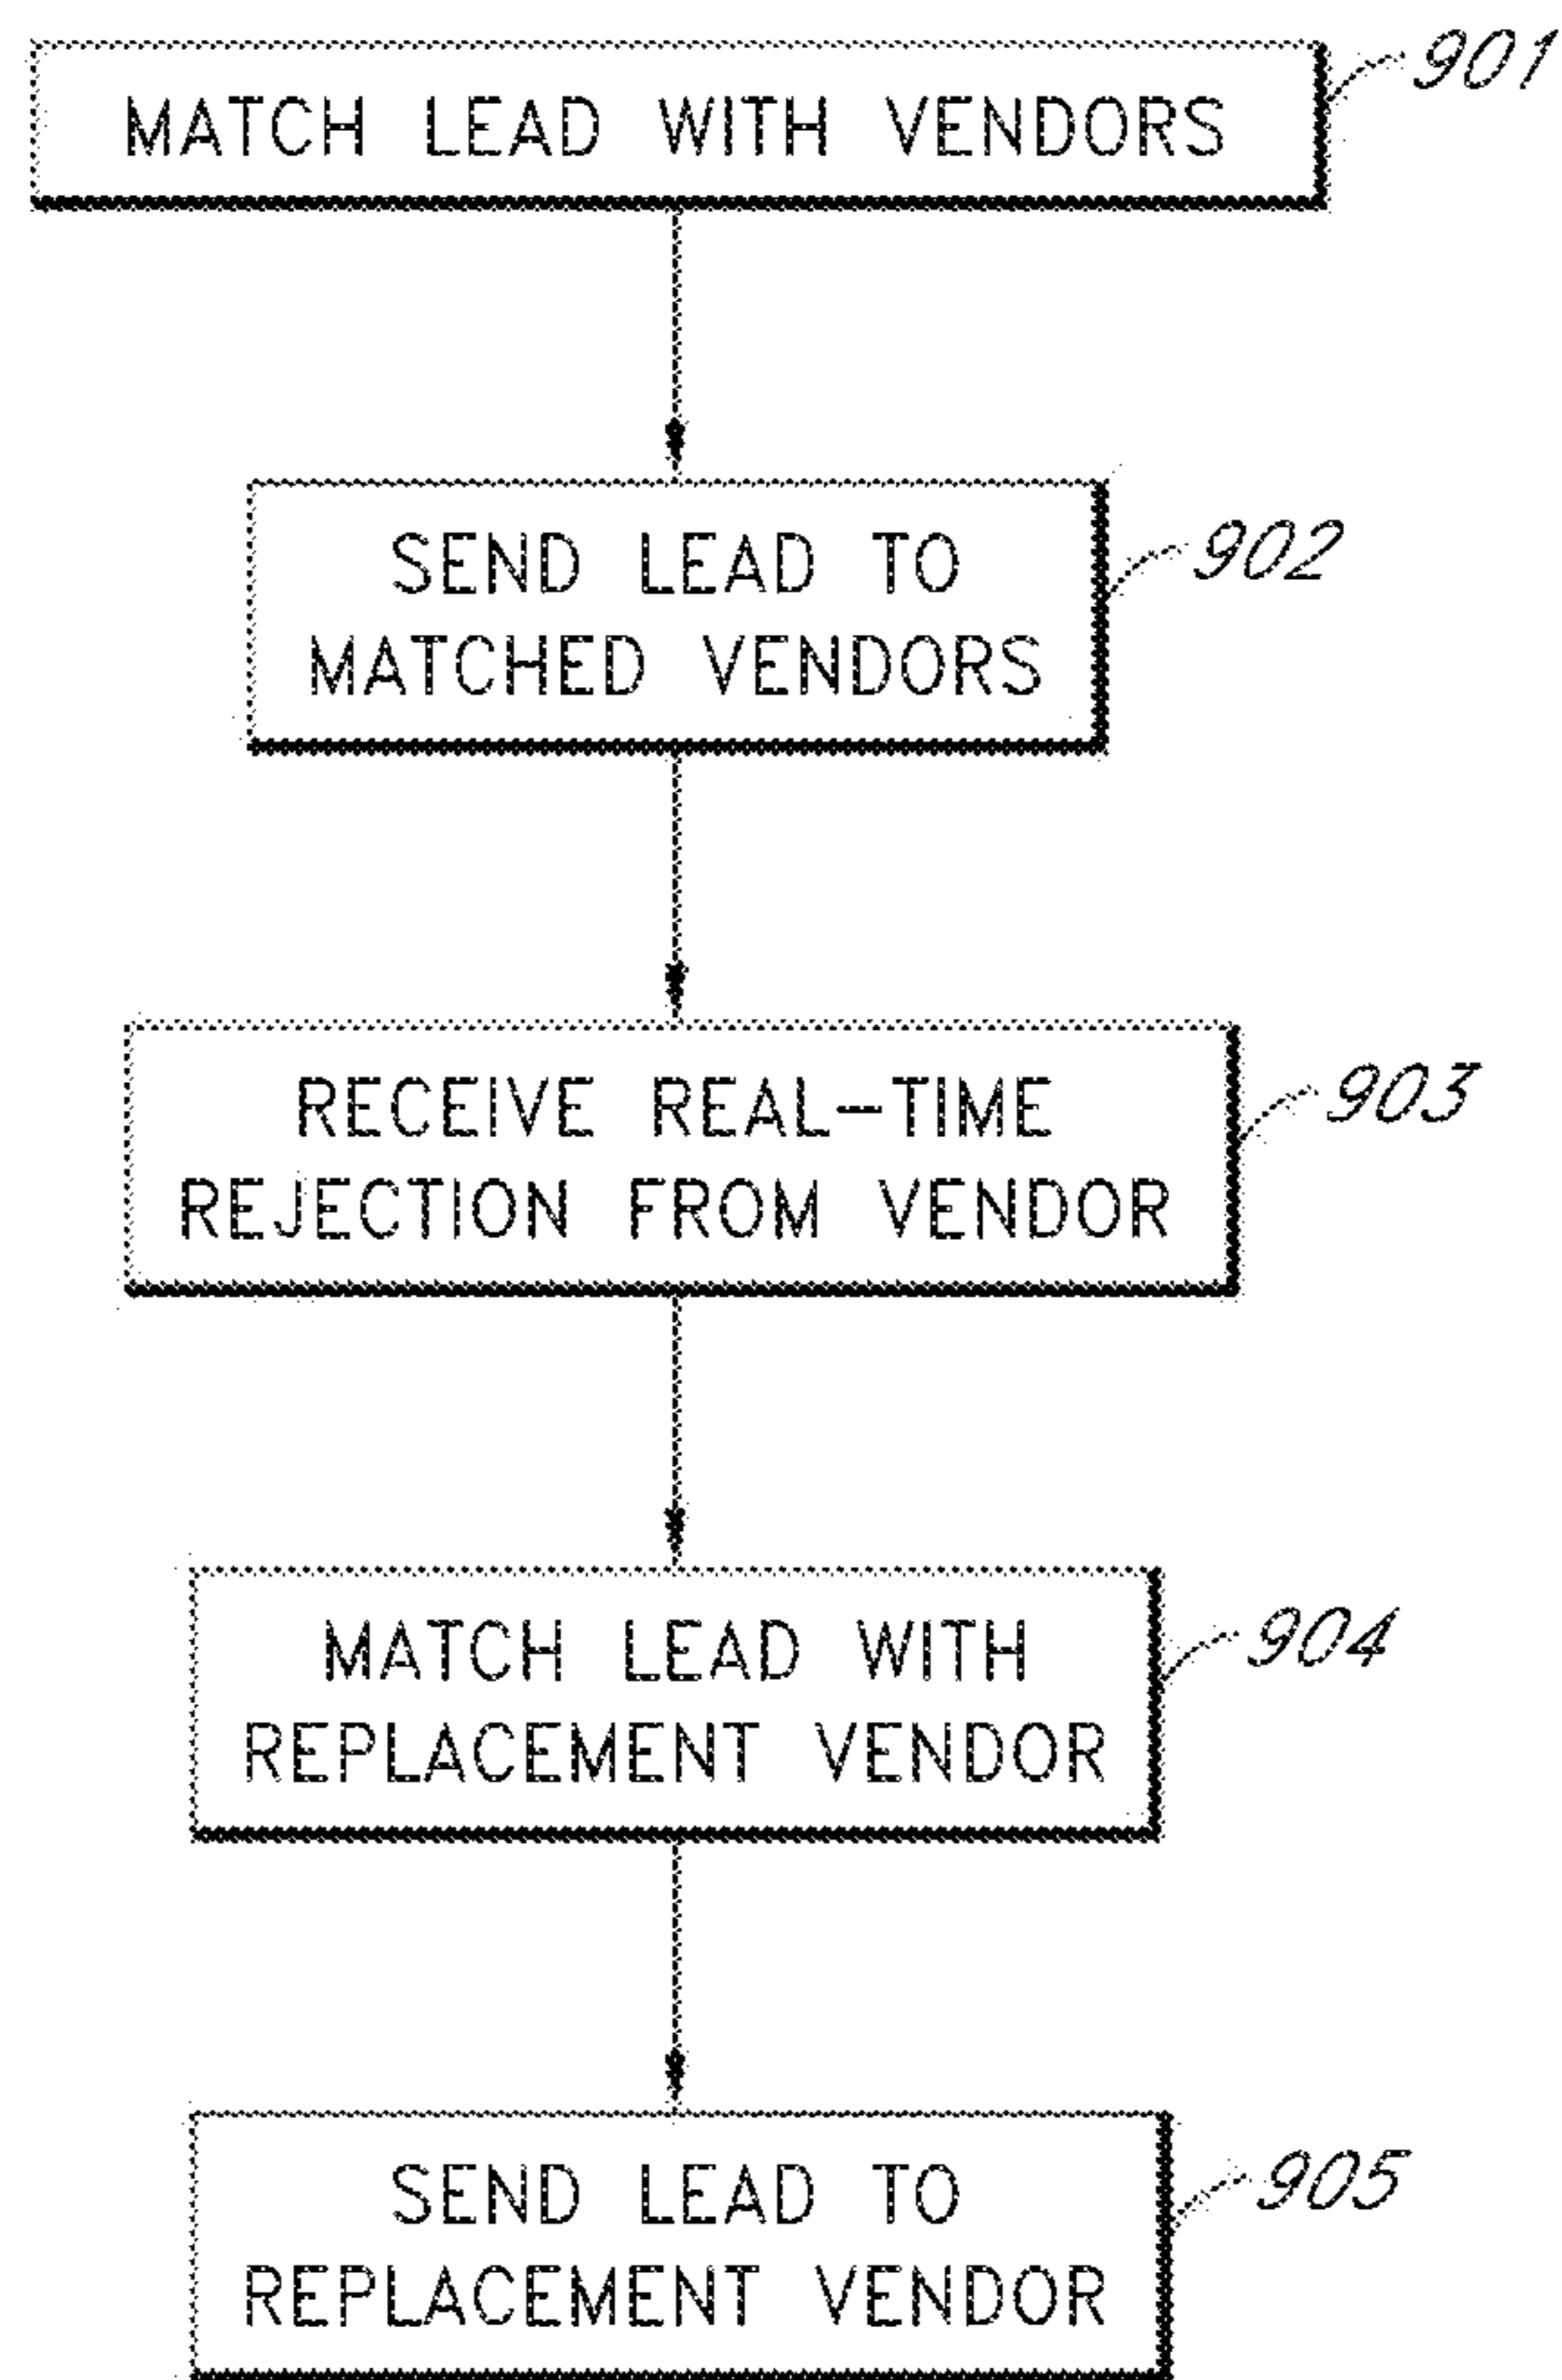 MATCH LEAD WITH VENDORS
901
SEND LEAD TO
MATCHED VENDORS
902
RECEIVE REAL-TIME
REJECTION FROM VENDOR
903
MATCH LEAD WITH
REPLACEMENT VENDOR
904
SEND LEAD TO
REPLACEMENT VENDOR
905